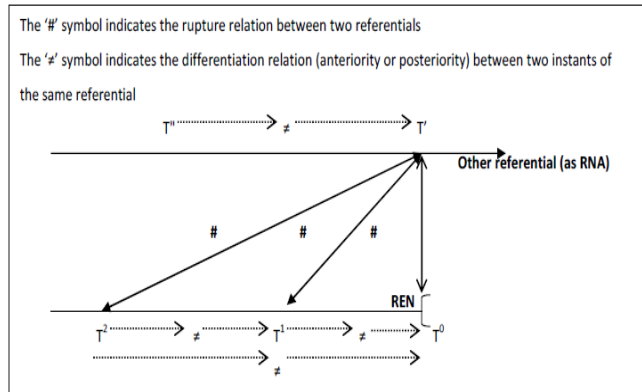 The '#' symbol indicates the rupture relation between two referentials
The '≠' symbol indicates the differentiation relation (anteriority or posteriority) between two instants of
the same referential
T" ≠ T'
Other referential (as RNA)
# # #
REN
T² ≠ T¹ ≠ T⁰
≠